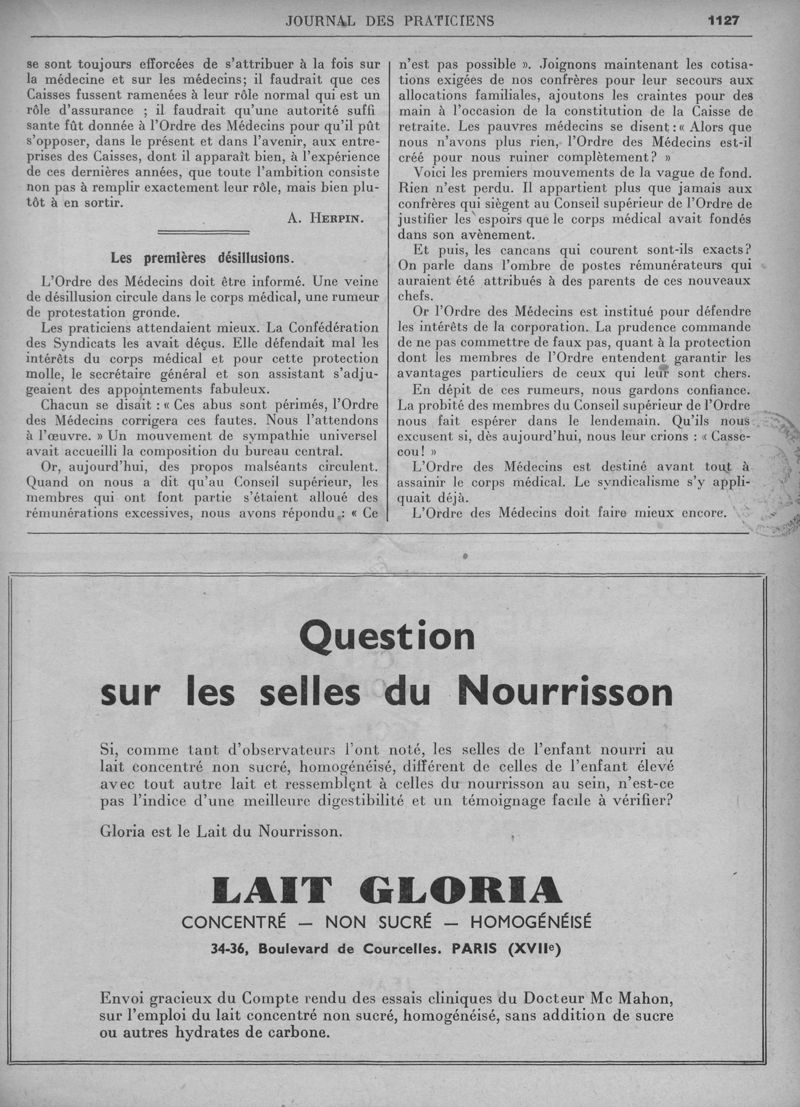 JOURNAL DES PRATICIENS 1127
se sont toujours efforcées de s'attribuer à la fois sur
la médecine et sur les médecins; il faudrait que ces
Caisses fussent ramenées à leur rôle normal qui est un
rôle d'assurance ; il faudrait qu'une autorité suffi
sante fût donnée à l'Ordre des Médecins pour qu'il pût
s'opposer, dans le présent et dans l'avenir, aux entre-
prises des Caisses, dont il apparaît bien, à l'expérience
de ces dernières années, que toute l'ambition consiste
non pas à remplir exactement leur rôle, mais bien plu-
tôt à en sortir.
A. HERPIN.
Les premières désillusions.
L'Ordre des Médecins doit être informé. Une veine
de désillusion circule dans le corps médical, une rumeur
de protestation gronde.
Les praticiens attendaient mieux. La Confédération
des Syndicats les avait déçus. Elle défendait mal les
intérêts du corps médical et pour cette protection
molle, le secrétaire général et son assistant s'adju-
geaient des appointements fabuleux.
Chacun se disait : « Ces abus sont périmés, l'Ordre
des Médecins corrigera ces fautes. Nous l'attendons
à l'œuvre. » Un mouvement de sympathie universel
avait accueilli la composition du bureau central.
Or, aujourd'hui, des propos malséants circulent.
Quand on nous a dit qu'au Conseil supérieur, les
membres qui ont font partie s'étaient alloué des
rémunérations excessives, nous avons répondu : « Ce
n'est pas possible ». Joignons maintenant les cotisa-
tions exigées de nos confrères pour leur secours aux
allocations familiales, ajoutons les craintes pour des
main à l'occasion de la constitution de la Caisse de
retraite. Les pauvres médecins se disent : « Alors que
nous n'avons plus rien, l'Ordre des Médecins est-il
créé pour nous ruiner complètement? »
Voici les premiers mouvements de la vague de fond.
Rien n'est perdu. Il appartient plus que jamais aux
confrères qui siègent au Conseil supérieur de l'Ordre de
justifier les espoirs que le corps médical avait fondés
dans son avènement.
Et puis, les cancans qui courent sont-ils exacts?
On parle dans l'ombre de postes rémunérateurs qui
auraient été attribués à des parents de ces nouveaux
chefs.
Or l'Ordre des Médecins est institué pour défendre
les intérêts de la corporation. La prudence commande
de ne pas commettre de faux pas, quant à la protection
dont les membres de l'Ordre entendent garantir les
avantages particuliers de ceux qui leur sont chers.
En dépit de ces rumeurs, nous gardons confiance.
La probité des membres du Conseil supérieur de l'Ordre
nous fait espérer dans le lendemain. Qu'ils nous
excusent si, dès aujourd'hui, nous leur crions : « Casse-
cou! »
L'Ordre des Médecins est destiné avant tout à
assainir le corps médical. Le syndicalisme s'y appli-
quait déjà.
L'Ordre des Médecins doit faire mieux encore.
Question
sur les selles du Nourrisson
Si, comme tant d'observateurs l'ont noté, les selles de l'enfant nourri au
lait concentré non sucré, homogénéisé, différent de celles de l'enfant élevé
avec tout autre lait et ressemblent à celles du nourrisson au sein, n'est-ce
pas l'indice d'une meilleure digestibilité et un témoignage facile à vérifier?
Gloria est le Lait du Nourrisson.
LAIT GLORIA
CONCENTRÉ — NON SUCRÉ — HOMOGÉNÉISÉ
34-36, Boulevard de Courcelles. PARIS (XVIIe)
Envoi gracieux du Compte rendu des essais cliniques du Docteur Mc Mahon,
sur l'emploi du lait concentré non sucré, homogénéisé, sans addition de sucre
ou autres hydrates de carbone.